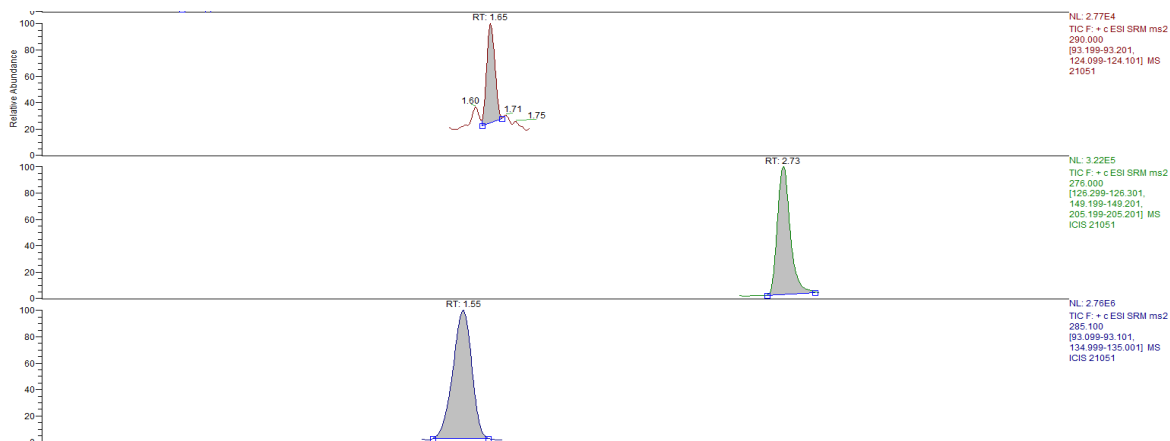 0
RT: 1.65
100
80
60
40
20
0
Relative Abundance
1.60
1.71
1.75
NL: 2.77E4
TIC F: + c ESI SRM ms2
290.000
[93.199-93.201,
124.099-124.101] MS
21051
RT: 2.73
100
80
60
40
20
0
NL: 3.22E5
TIC F: + c ESI SRM ms2
276.000
[126.299-126.301,
149.199-149.201,
205.199-205.201] MS
ICIS 21051
RT: 1.55
100
80
60
40
20
0
NL: 2.76E6
TIC F: + c ESI SRM ms2
285.100
[93.099-93.101,
134.999-135.001] MS
ICIS 21051